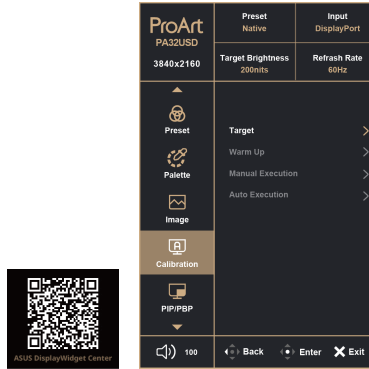 ProArt
PA32USD
3840x2160
Preset
Native
Input
DisplayPort
Target Brightness
200nits
Refrash Rate
60Hz
Preset
Palette
Image
Calibration
PIP/PBP
Target
Warm Up
Manual Execution
Auto Execution
100
Back
Enter
Exit
ASUS DisplayWidget Center